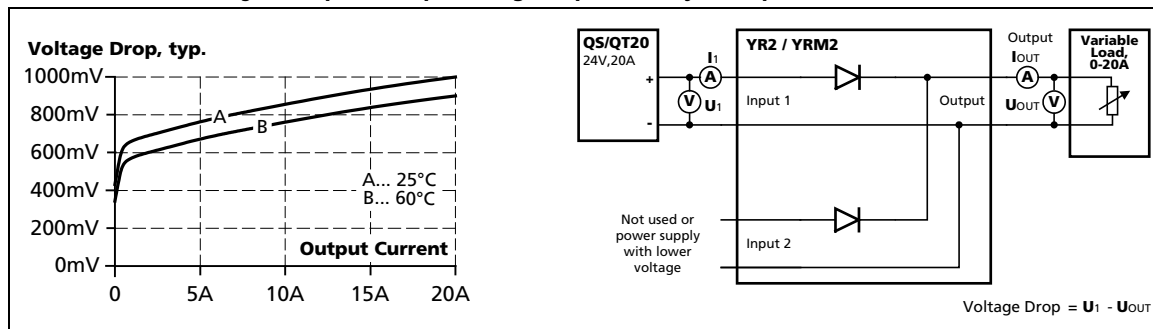 Voltage Drop, typ.
1000mV
800mV
600mV
400mV
200mV
0mV
A
B
A... 25°C
B... 60°C
Output Current
0
5A
10A
15A
20A
QS/QT20
24V,20A
+
-
I1
A
V
U1
YR2 / YRM2
Input 1
Output
Input 2
Not used or
power supply
with lower
voltage
Output
IOUT
A
UOUT
V
Variable
Load,
0-20A
Voltage Drop = U1 - UOUT